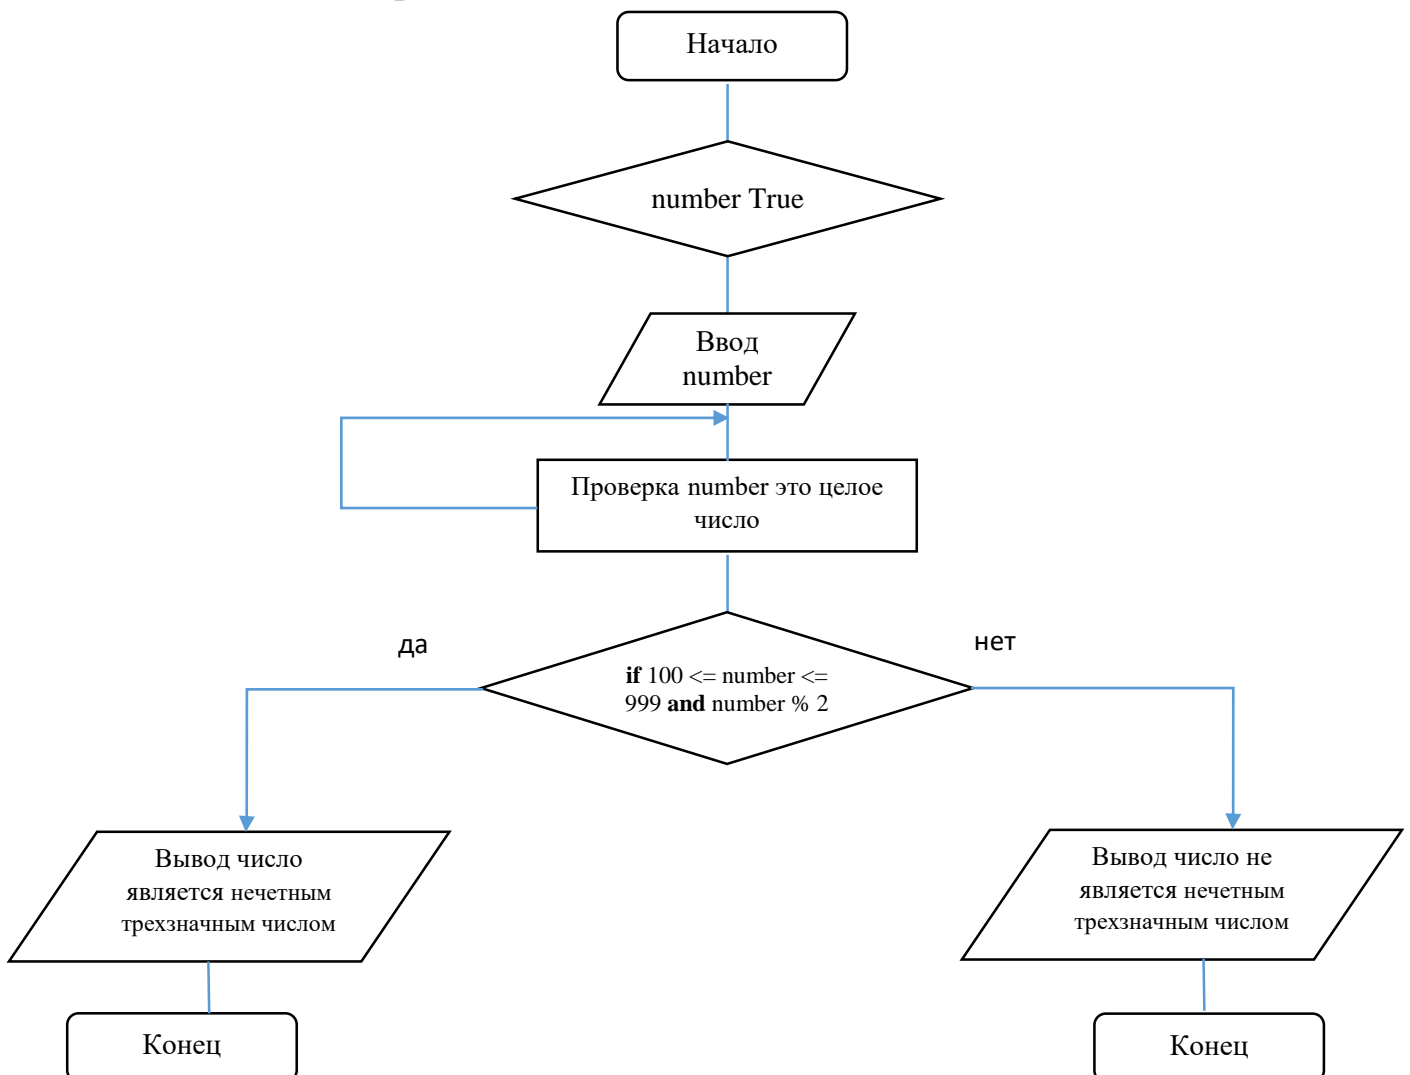 Начало
number True
Ввод
number
Проверка number это целое
число
да
нет
if 100 <= number <=
999 and number % 2
Вывод число
является нечетным
трехзначным числом
Вывод число не
является нечетным
трехзначным числом
Конец
Конец